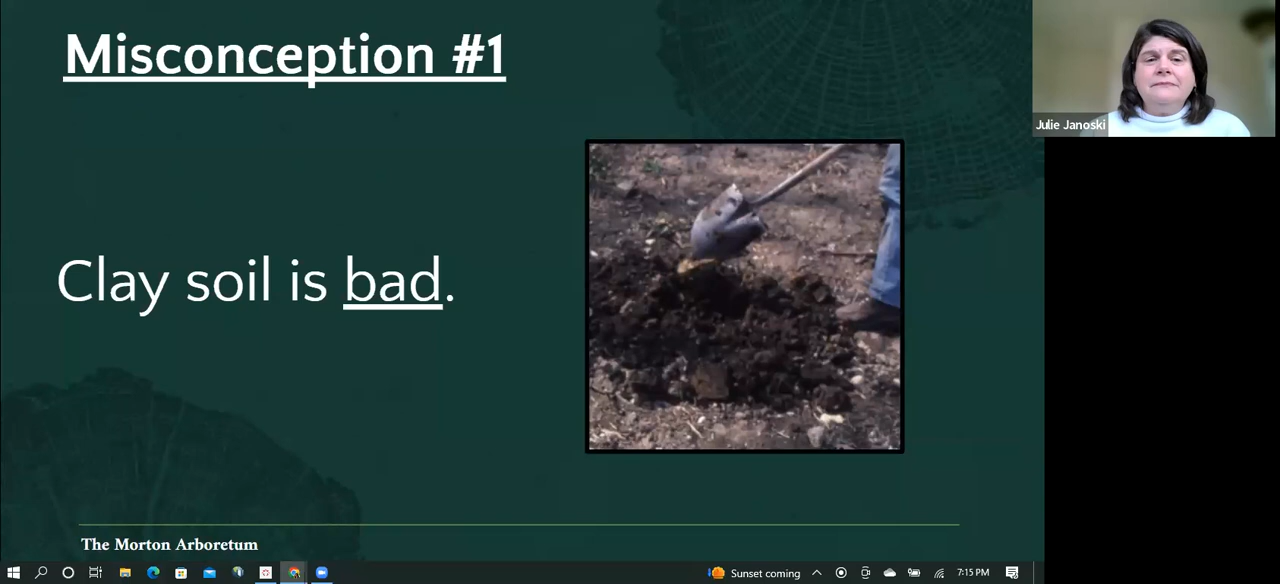 Misconception #1
Julie Janoski
Clay soil is bad.
The Morton Arboretum
Sunset coming
7:15 PM